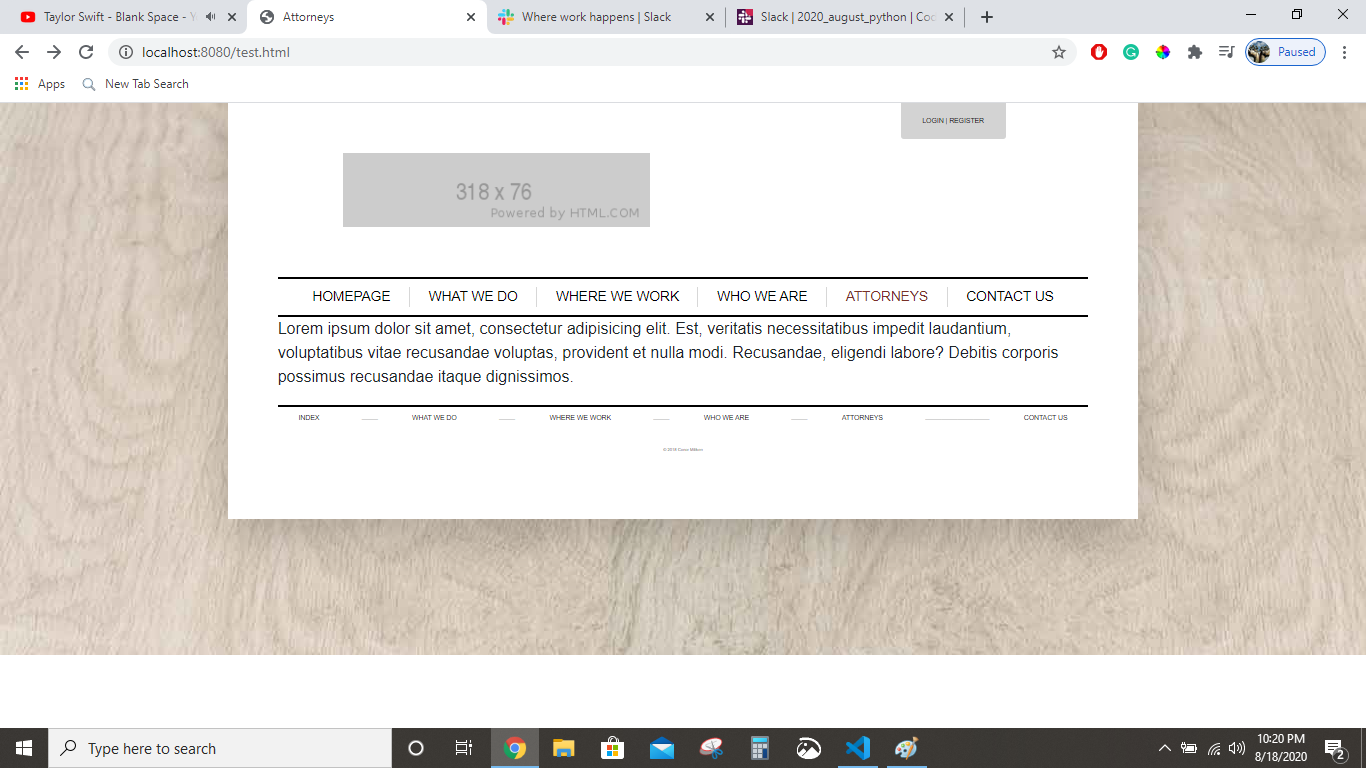 Taylor Swift - Blank Space -
Attorneys
Where work happens | Slack
Slack | 2020_august_python | Coc
localhost:8080/test.html
Paused
Apps
New Tab Search
LOGIN | REGISTER
318 x 76
Powered by HTML.COM
HOMEPAGE WHAT WE DO WHERE WE WORK WHO WE ARE ATTORNEYS CONTACT US
Lorem ipsum dolor sit amet, consectetur adipisicing elit. Est, veritatis necessitatibus impedit laudantium,
voluptatibus vitae recusandae voluptas, provident et nulla modi. Recusandae, eligendi labore? Debitis corporis
possimus recusandae itaque dignissimos.
INDEX WHAT WE DO WHERE WE WORK WHO WE ARE ATTORNEYS CONTACT US
Type here to search
10:20 PM
8/18/2020
2